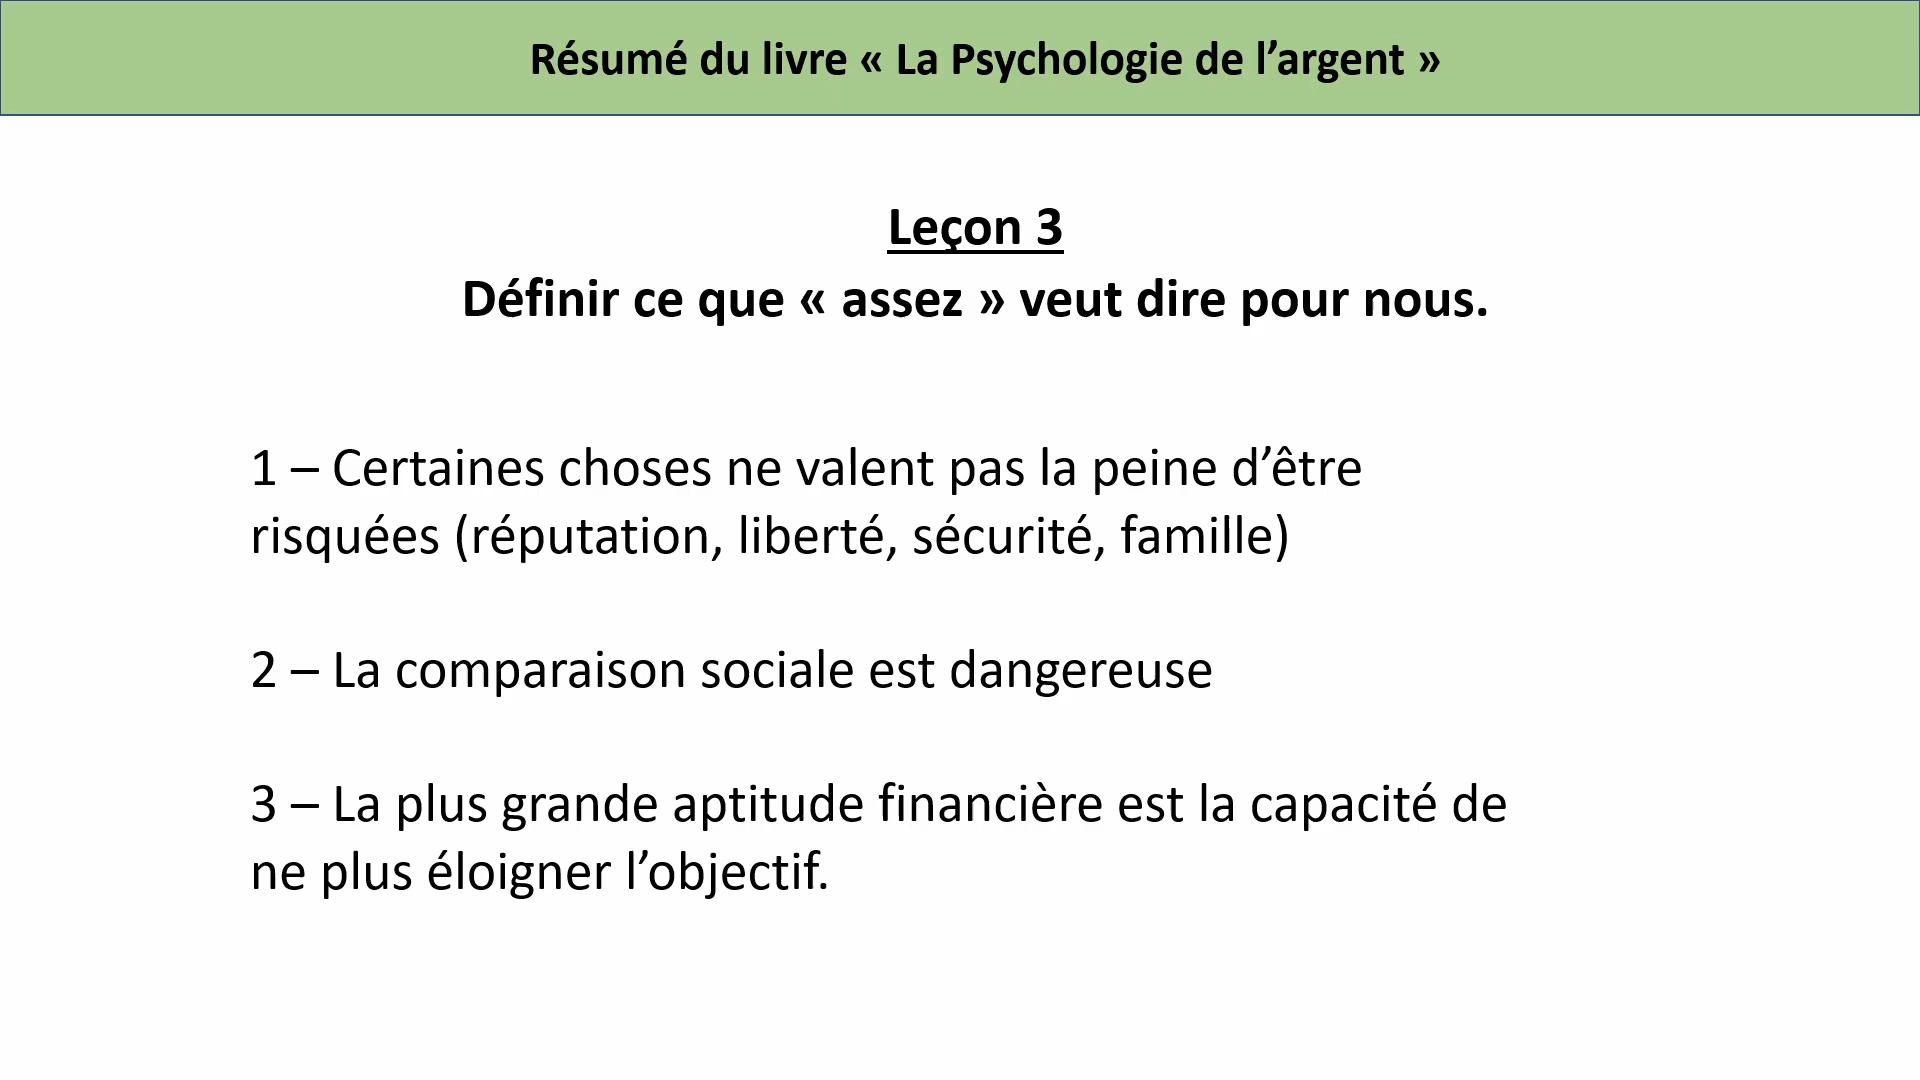 Résumé du livre « La Psychologie de l’argent »
Leçon 3
Définir ce que « assez » veut dire pour nous.
1 – Certaines choses ne valent pas la peine d’être
risquées (réputation, liberté, sécurité, famille)
2 – La comparaison sociale est dangereuse
3 – La plus grande aptitude financière est la capacité de
ne plus éloigner l’objectif.